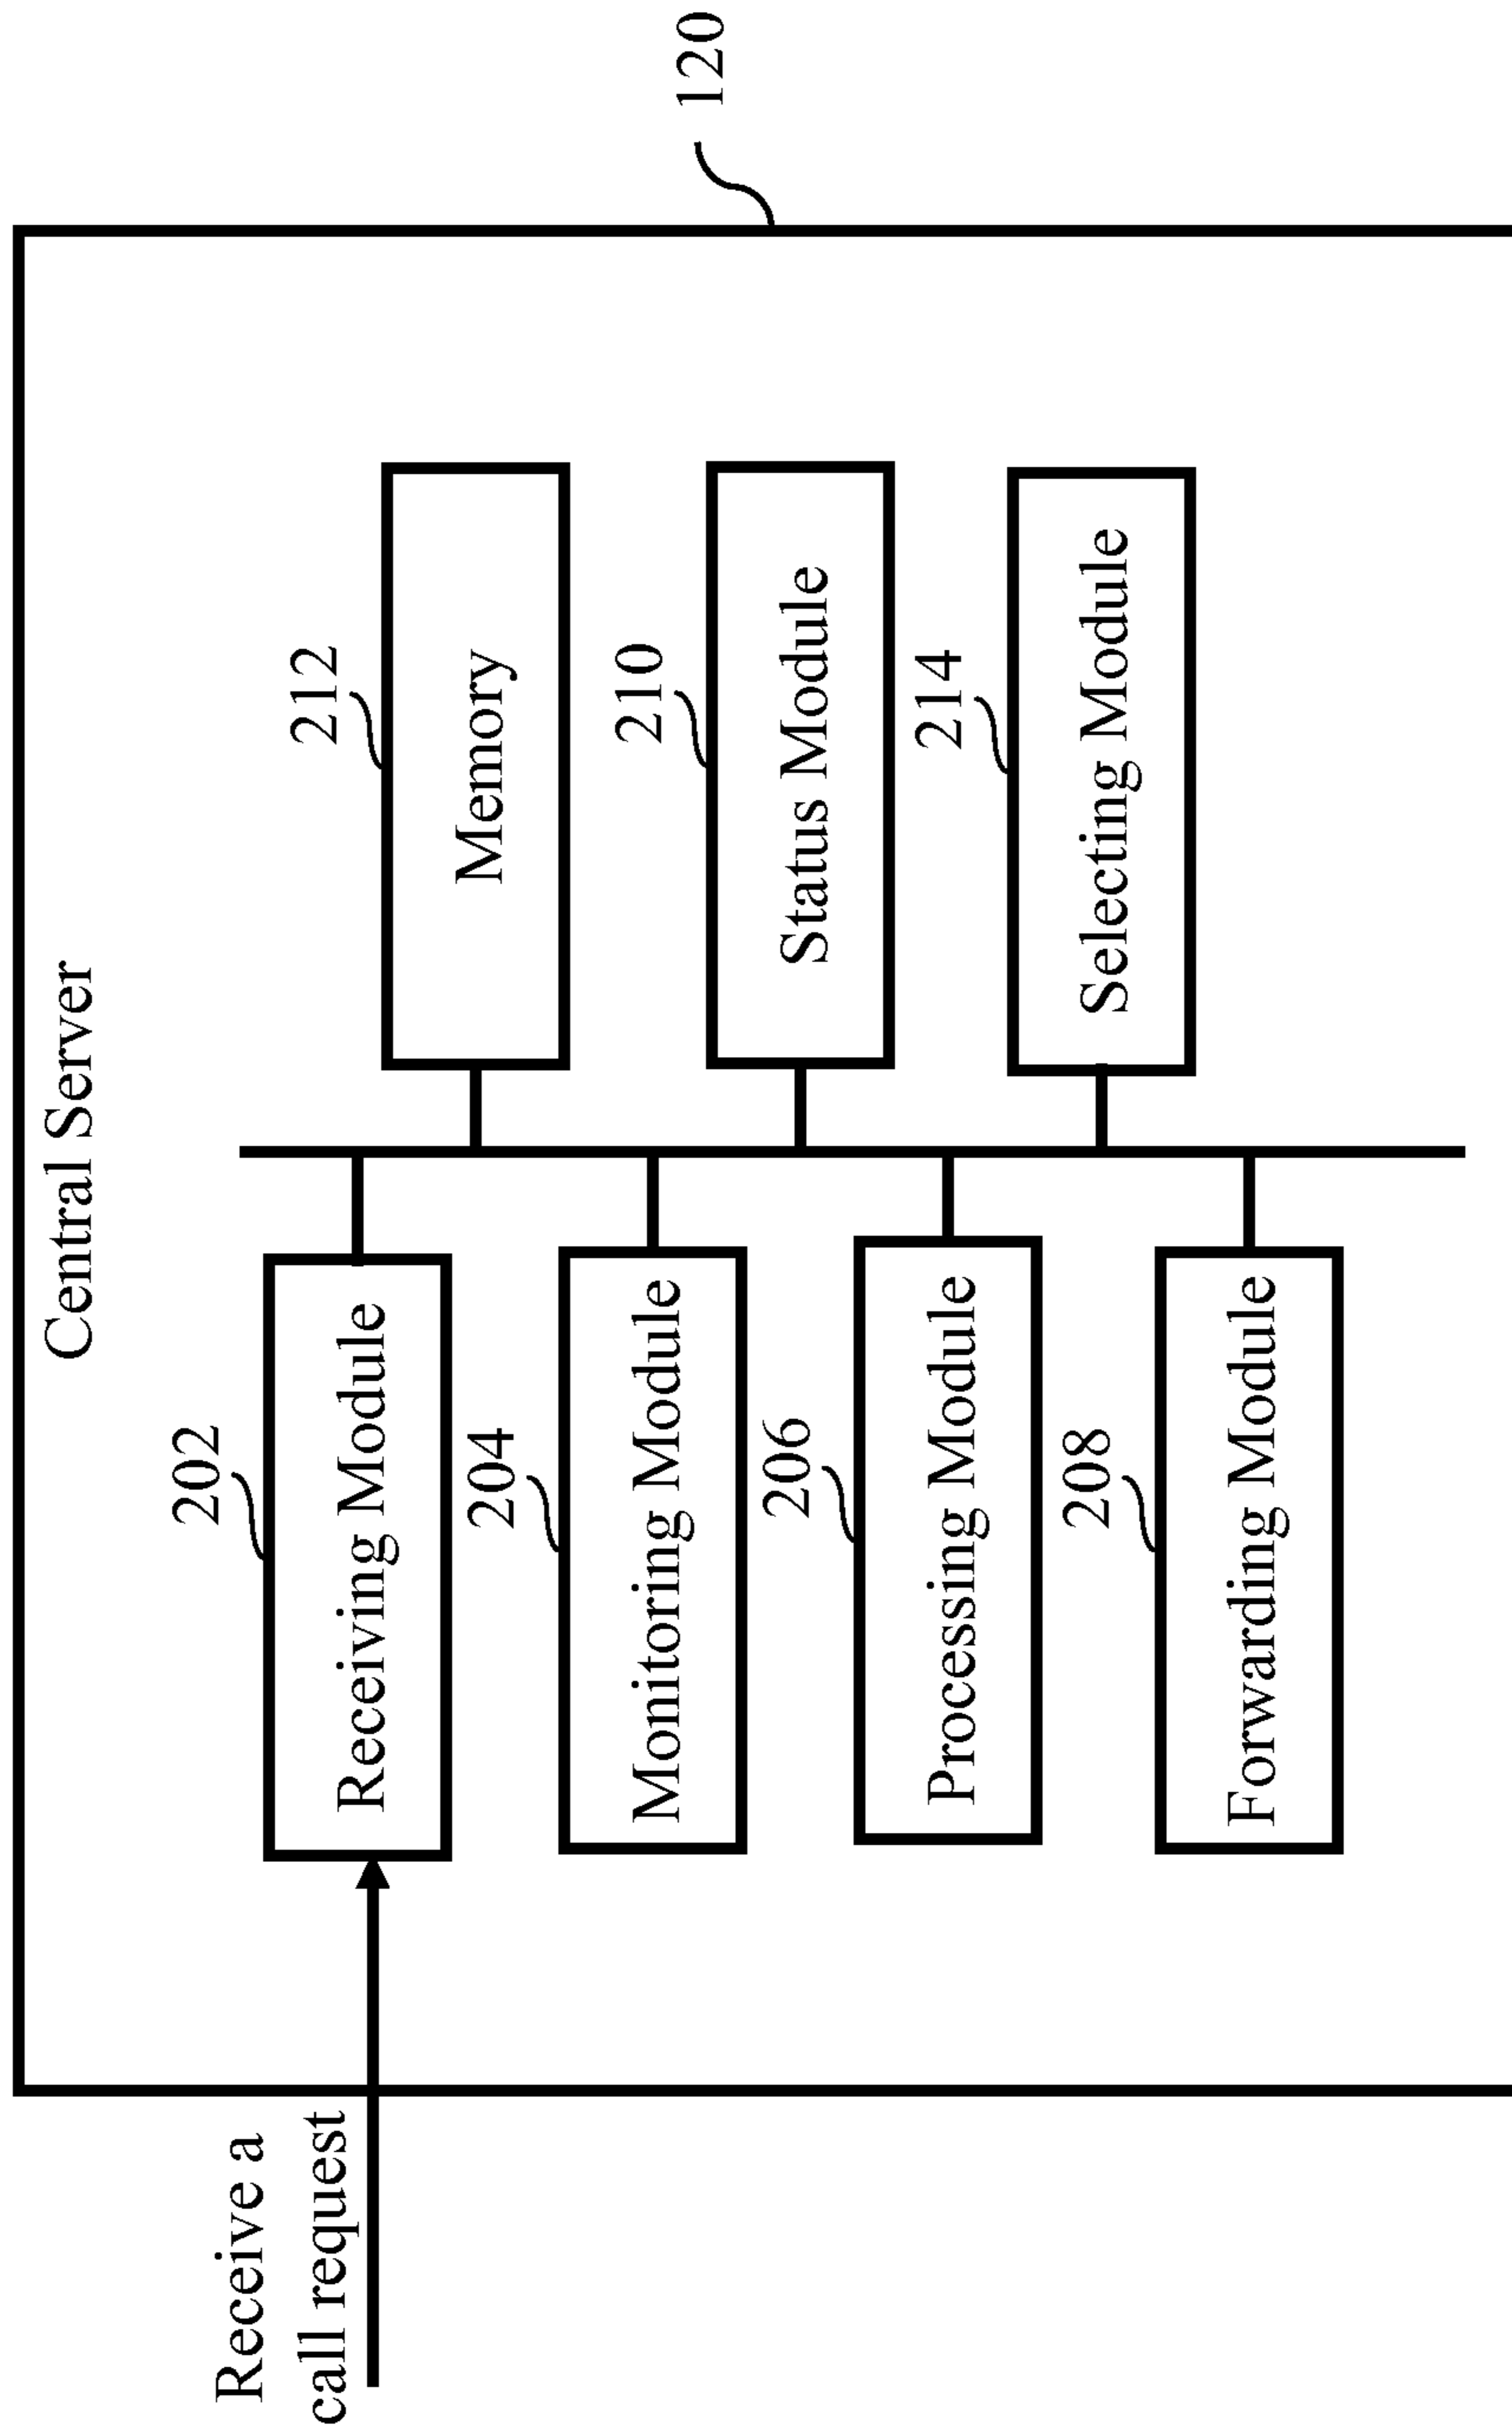 Central Server
120
Receive a
call request
202
Receiving Module
204
Monitoring Module
206
Processing Module
208
Forwarding Module
212
Memory
210
Status Module
214
Selecting Module